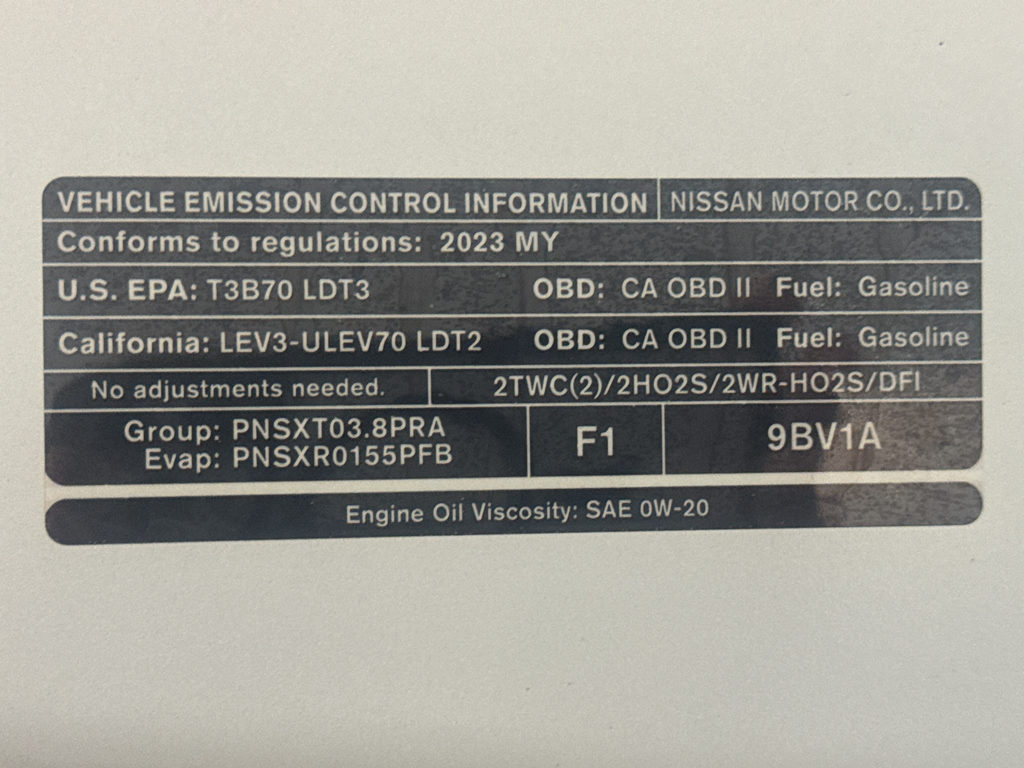 VEHICLE EMISSION CONTROL INFORMATION NISSAN MOTOR CO., LTD.
Conforms to regulations: 2023 MY
U.S. EPA: T3B70 LDT3 OBD: CA OBD II Fuel: Gasoline
California: LEV3-ULEV70 LDT2 OBD: CA OBD II Fuel: Gasoline
No adjustments needed. 2TWC(2)/2HO2S/2WR-HO2S/DFI
Group: PNSXT03.8PRA
Evap: PNSXR0155PFB
F1
9BV1A
Engine Oil Viscosity: SAE 0W-20